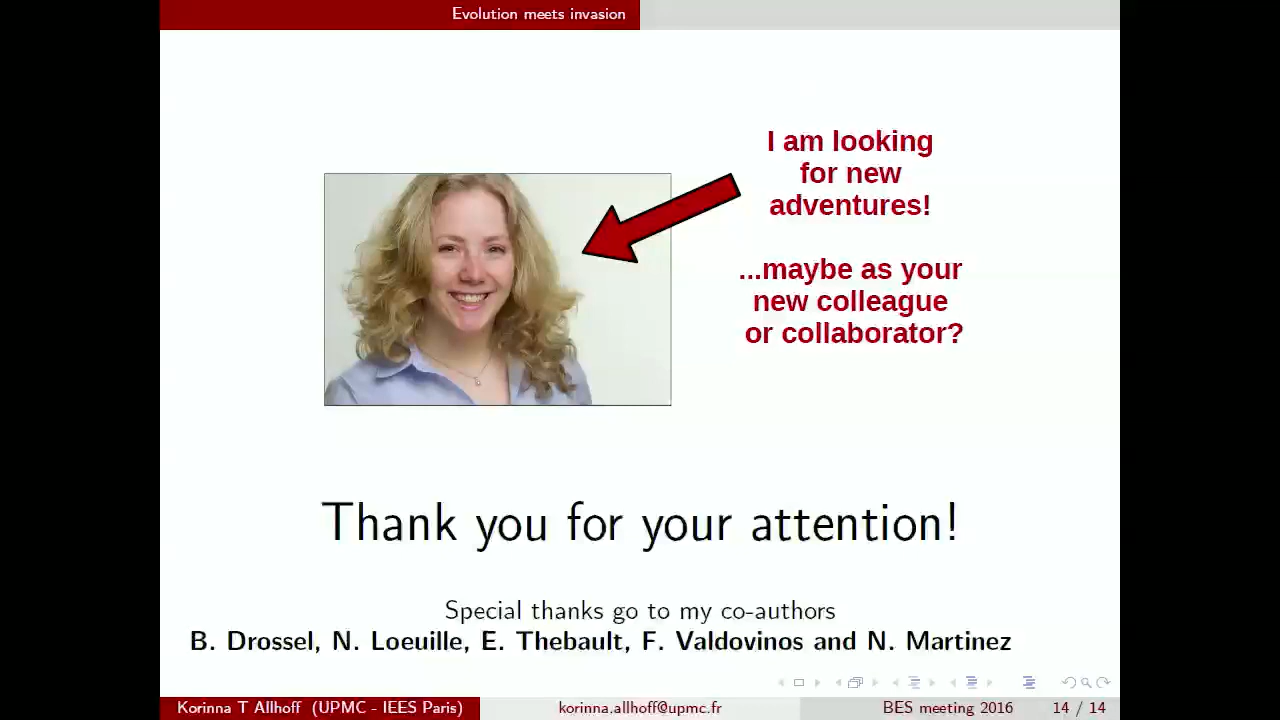 Evolution meets invasion
I am looking
for new
adventures!
...maybe as your
new colleague
or collaborator?
Thank you for your attention!
Special thanks go to my co-authors
B. Drossel, N. Loeuille, E. Thebault, F. Valdovinos and N. Martinez
Korinna T Allhoff (UPMC - IEES Paris) korinna.allhoff@upmc.fr BES meeting 2016 14 / 14